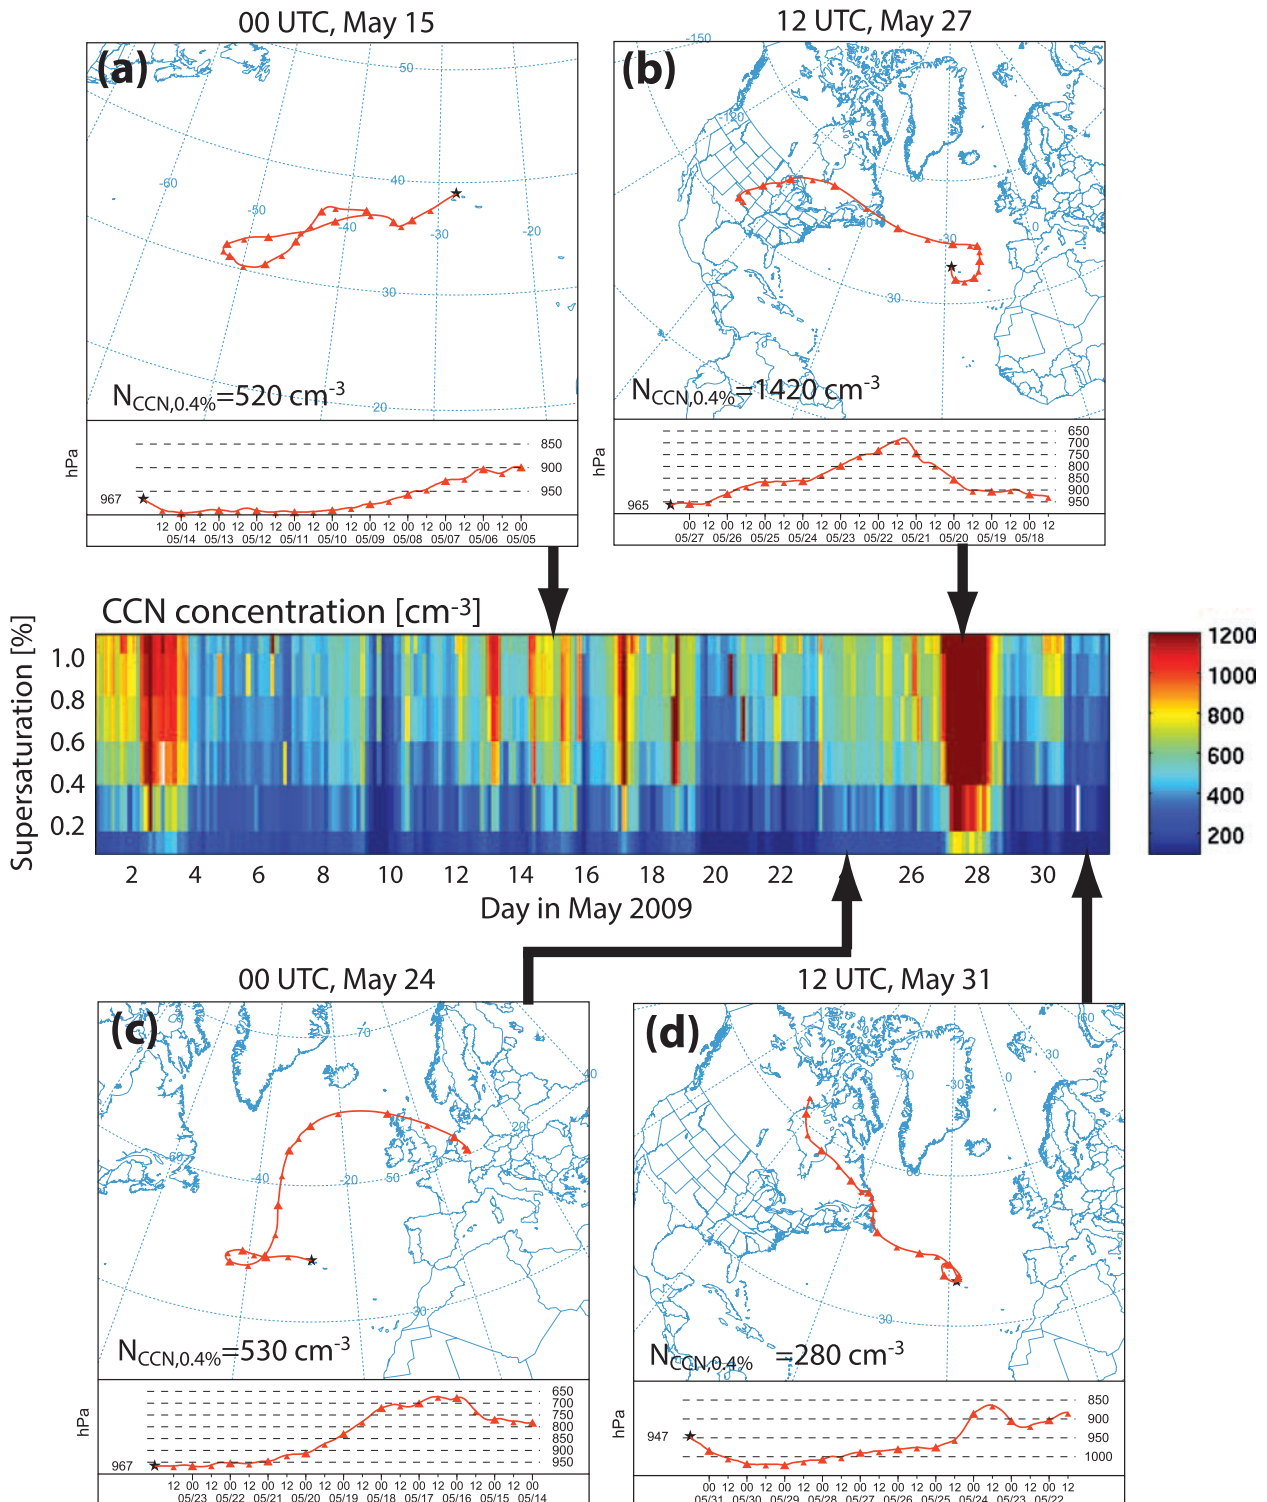 00 UTC, May 15
12 UTC, May 27
(a)
50
-60
-50
40
-40
-30
-20
30
20
N_CCN,0.4%=520 cm-3
hPa
850
900
950
967
12 00 12 00 12 00 12 00 12 00 12 00 12 00 12 00 12 00 12 00
05/14 05/13 05/12 05/11 05/10 05/09 05/08 05/07 05/06 05/05
(b)
-150
-120
60
-30
0
30
N_CCN,0.4%=1420 cm-3
hPa
650
700
750
800
850
900
950
965
00 12 00 12 00 12 00 12 00 12 00 12 00 12 00 12 00 12 00 12
05/27 05/26 05/25 05/24 05/23 05/22 05/21 05/20 05/19 05/18
CCN concentration [cm-3]
Supersaturation [%]
1.0
0.8
0.6
0.4
0.2
2 4 6 8 10 12 14 16 18 20 22 26 28 30
Day in May 2009
1200
1000
800
600
400
200
00 UTC, May 24
12 UTC, May 31
(c)
70
40
20
-60
-40
-20
50
30
N_CCN,0.4%=530 cm-3
hPa
650
700
750
800
850
900
950
967
12 00 12 00 12 00 12 00 12 00 12 00 12 00 12 00 12 00 12 00
05/23 05/22 05/21 05/20 05/19 05/18 05/17 05/16 05/15 05/14
(d)
60
30
-30
0
30
N_CCN,0.4% =280 cm-3
hPa
850
900
950
1000
947
00 12 00 12 00 12 00 12 00 12 00 12 00 12 00 12 00 12 00 12
05/31 05/30 05/29 05/28 05/27 05/26 05/25 05/24 05/23 05/22